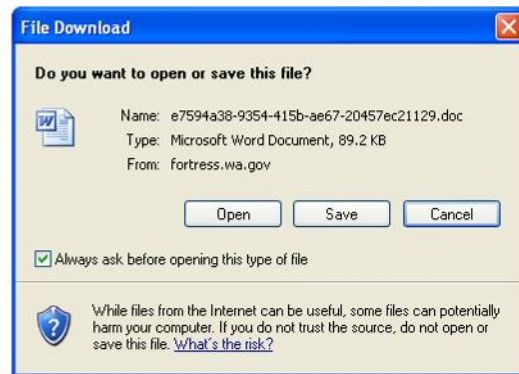 File Download
Do you want to open or save this file?
Name: e7594a38-9354-415b-ae67-20457ec21129.doc
Type: Microsoft Word Document, 89.2 KB
From: fortress.wa.gov
Open Save Cancel
Always ask before opening this type of file
While files from the Internet can be useful, some files can potentially
harm your computer. If you do not trust the source, do not open or
save this file. What's the risk?